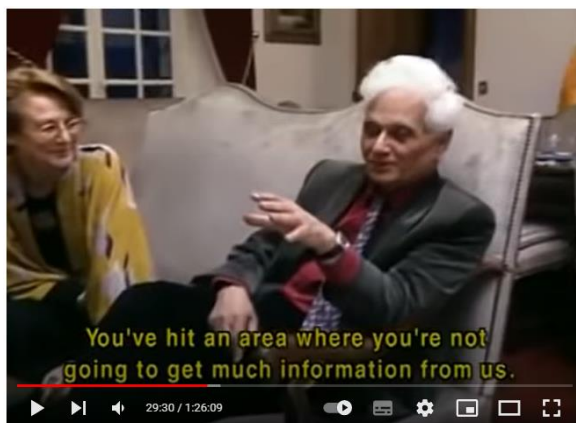 You've hit an area where you're not
going to get much information from us.
29:30 / 1:26:09